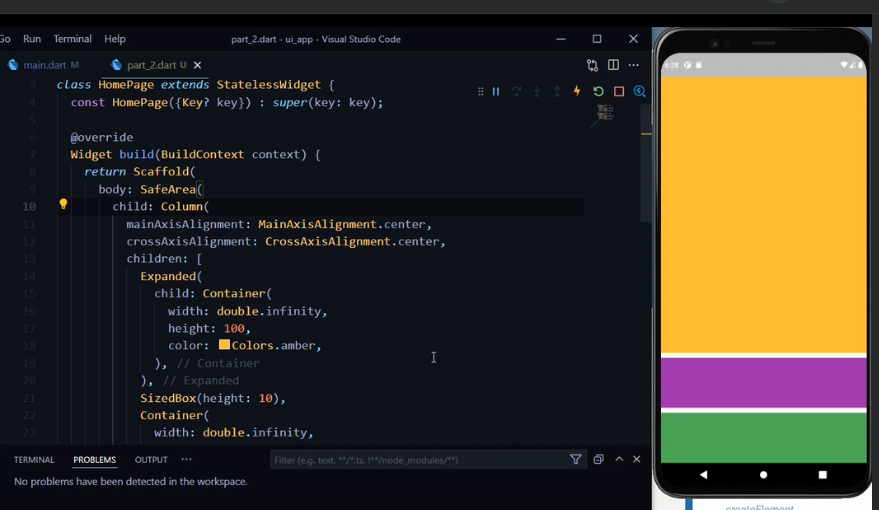 Go Run Terminal Help part_2.dart - ui_app - Visual Studio Code
main.dart M part_2.dart U
3 class HomePage extends StatelessWidget {
4 const HomePage({Key? key}) : super(key: key);
5
6 @override
7 Widget build(BuildContext context) {
8 return Scaffold(
9 body: SafeArea(
10 child: Column(
11 mainAxisAlignment: MainAxisAlignment.center,
12 crossAxisAlignment: CrossAxisAlignment.center,
13 children: [
14 Expanded(
15 child: Container(
16 width: double.infinity,
17 height: 100,
18 color: Colors.amber,
19 ), // Container
20 ), // Expanded
21 SizedBox(height: 10),
22 Container(
23 width: double.infinity,
TERMINAL PROBLEMS OUTPUT ... Filter (e.g. text, **/*.ts, !**/node_modules/**)
No problems have been detected in the workspace.
createElement